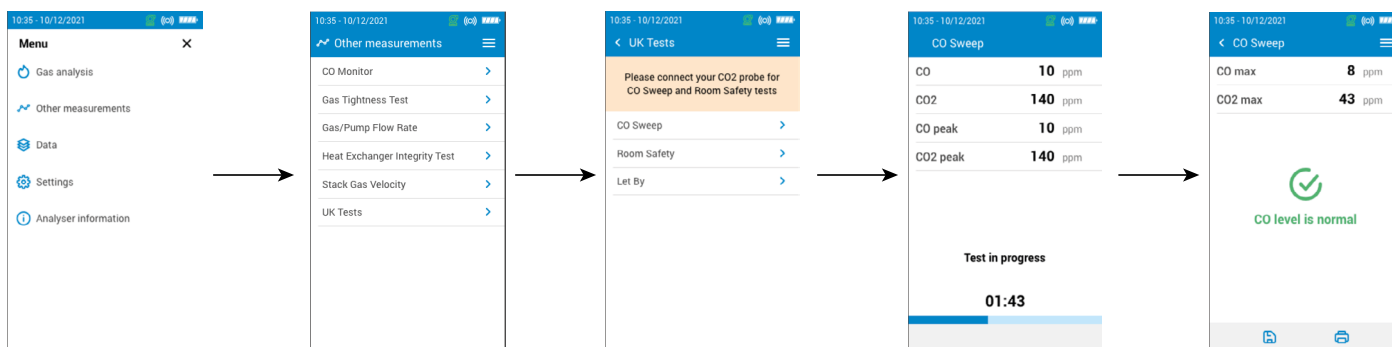 10:35 - 10/12/2021
Menu
Gas analysis
Other measurements
Data
Settings
Analyser information
10:35 - 10/12/2021
Other measurements
CO Monitor
Gas Tightness Test
Gas/Pump Flow Rate
Heat Exchanger Integrity Test
Stack Gas Velocity
UK Tests
10:35 - 10/12/2021
UK Tests
Please connect your CO2 probe for
CO Sweep and Room Safety tests
CO Sweep
Room Safety
Let By
10:35 - 10/12/2021
CO Sweep
CO 10 ppm
CO2 140 ppm
CO peak 10 ppm
CO2 peak 140 ppm
Test in progress
01:43
10:35 - 10/12/2021
CO Sweep
CO max 8 ppm
CO2 max 43 ppm
CO level is normal